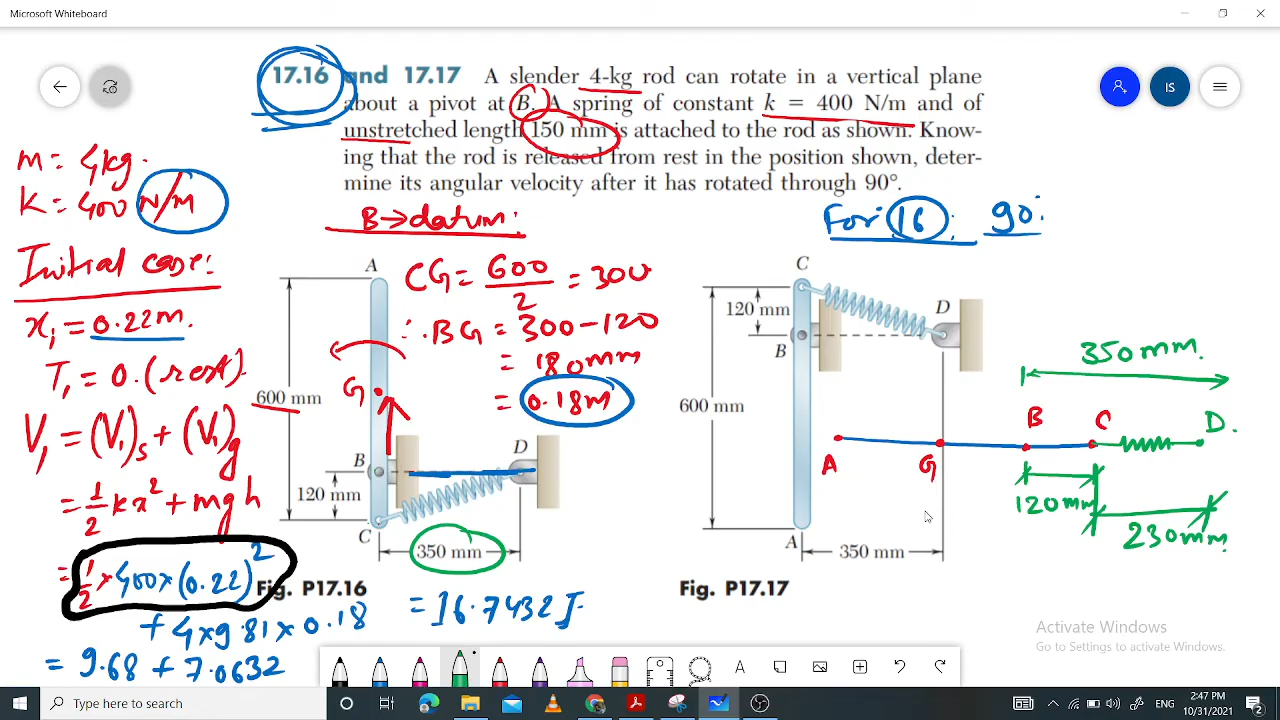 Microsoft Whiteboard
17.16 and 17.17 A slender 4-kg rod can rotate in a vertical plane
about a pivot at B. A spring of constant k = 400 N/m and of
unstretched length 150 mm is attached to the rod as shown. Know-
ing that the rod is released from rest in the position shown, deter-
mine its angular velocity after it has rotated through 90°.
IS
m = 4kg.
K = 400 N/m
Initial case:
x₁ = 0.22m.
T₁ = 0. (rest).
V₁ = (V₁)s + (V₁)g
= 1/2 kx² + mgh
= 1/2 × 400 × (0.22)²
+ 4 × 9.81 × 0.18
= 9.68 + 7.0632
= 16.7432 J.
B → datum:
CG = 600/2 = 300
∴ BG = 300 - 120
= 180mm
= 0.18m
For 16: 90°.
A
G
600 mm
B
D
120 mm
C
350 mm
Fig. P17.16
C
120 mm
D
B
600 mm
A
350 mm
Fig. P17.17
350mm.
B
C
D.
A
G
120mm
230mm
Activate Windows
Go to Settings to activate Windows.
A
Type here to search
2:47 PM
10/31/2021
2